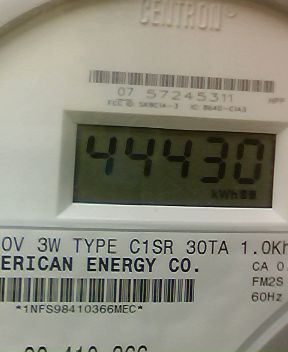 CENTRON
07 57245311
44430
kWh
0V 3W TYPE C1SR 30TA 1.0Kh
ERICAN ENERGY CO.
CA 0.
FM2S
60Hz
*1NFS98410366MEC*